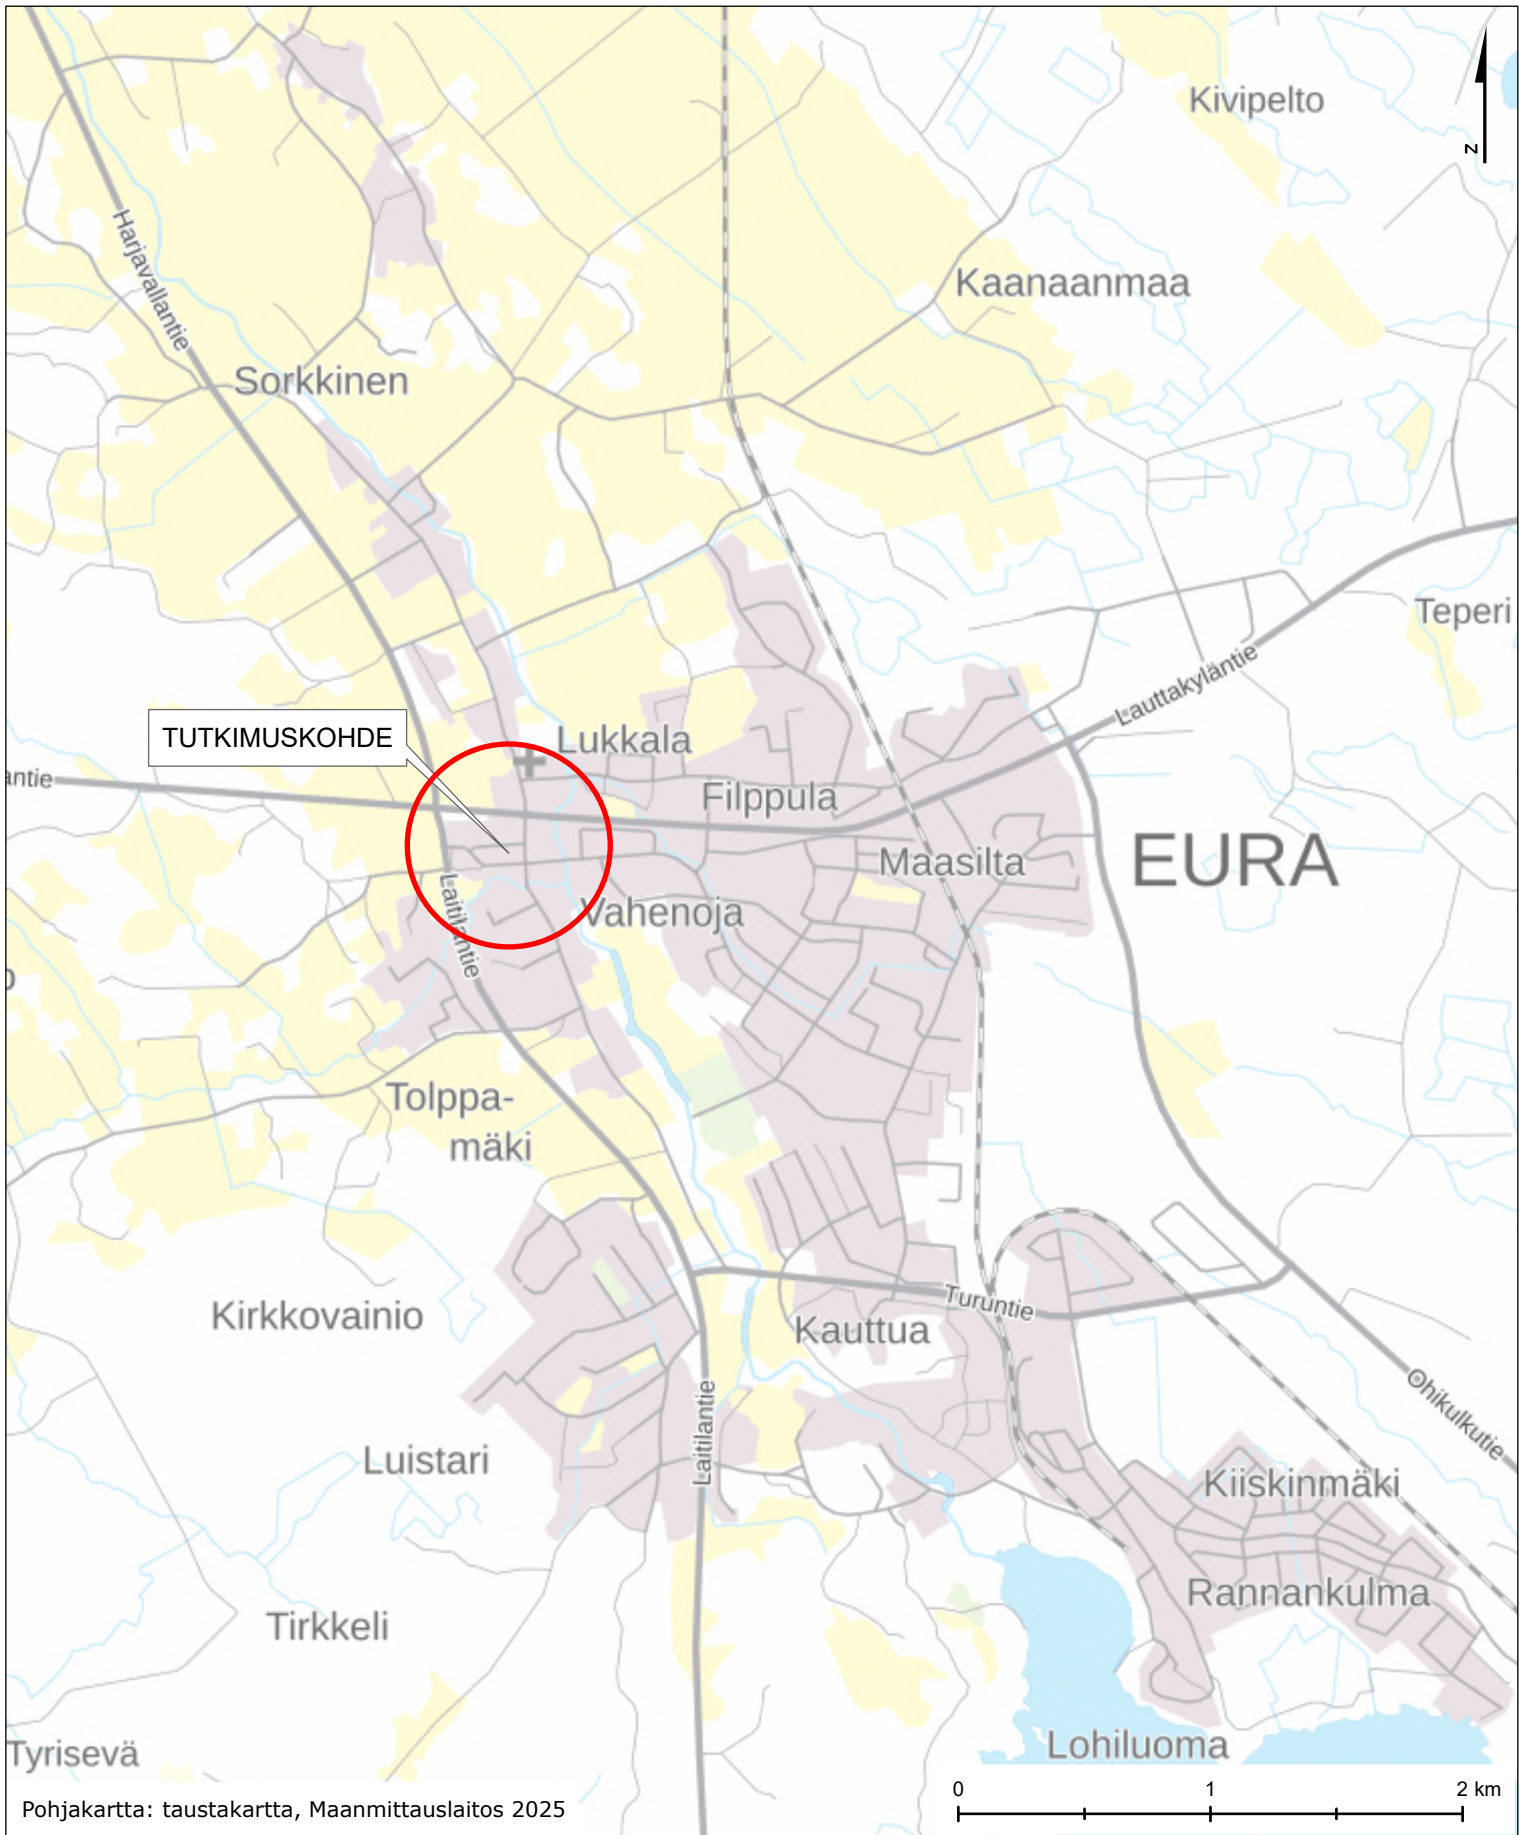 Kivipelto
N
Kaanaanmaa
Harjavallantie
Sorkkinen
Teperi
Lauttakyläntie
TUTKIMUSKOHDE
Lukkala
antie
Filppula
EURA
Maasilta
Laitilantie
Vahenoja
Tolppa-
mäki
Turuntie
Kirkkovainio
Kauttua
Laitilantie
Ohikulkutie
Luistari
Kiiskinmäki
Rannankulma
Tirkkeli
Lohiluoma
Tyrisevä
0 1 2 km
Pohjakartta: taustakartta, Maanmittauslaitos 2025